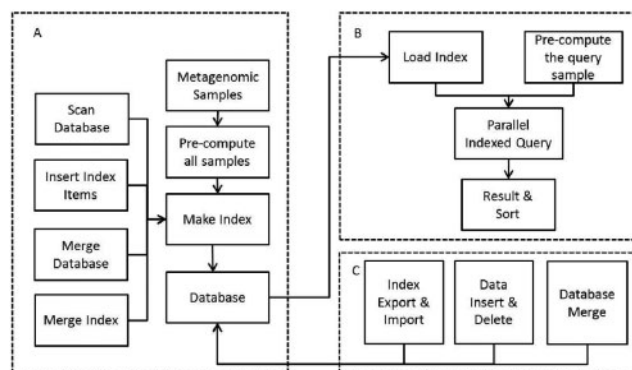 A
Metagenomic
Samples
Scan
Database
Pre-compute
all samples
Insert Index
Items
Make Index
Merge
Database
Database
Merge Index
B
Load Index
Pre-compute
the query
sample
Parallel
Indexed Query
Result &
Sort
C
Index
Export &
Import
Data
Insert &
Delete
Database
Merge